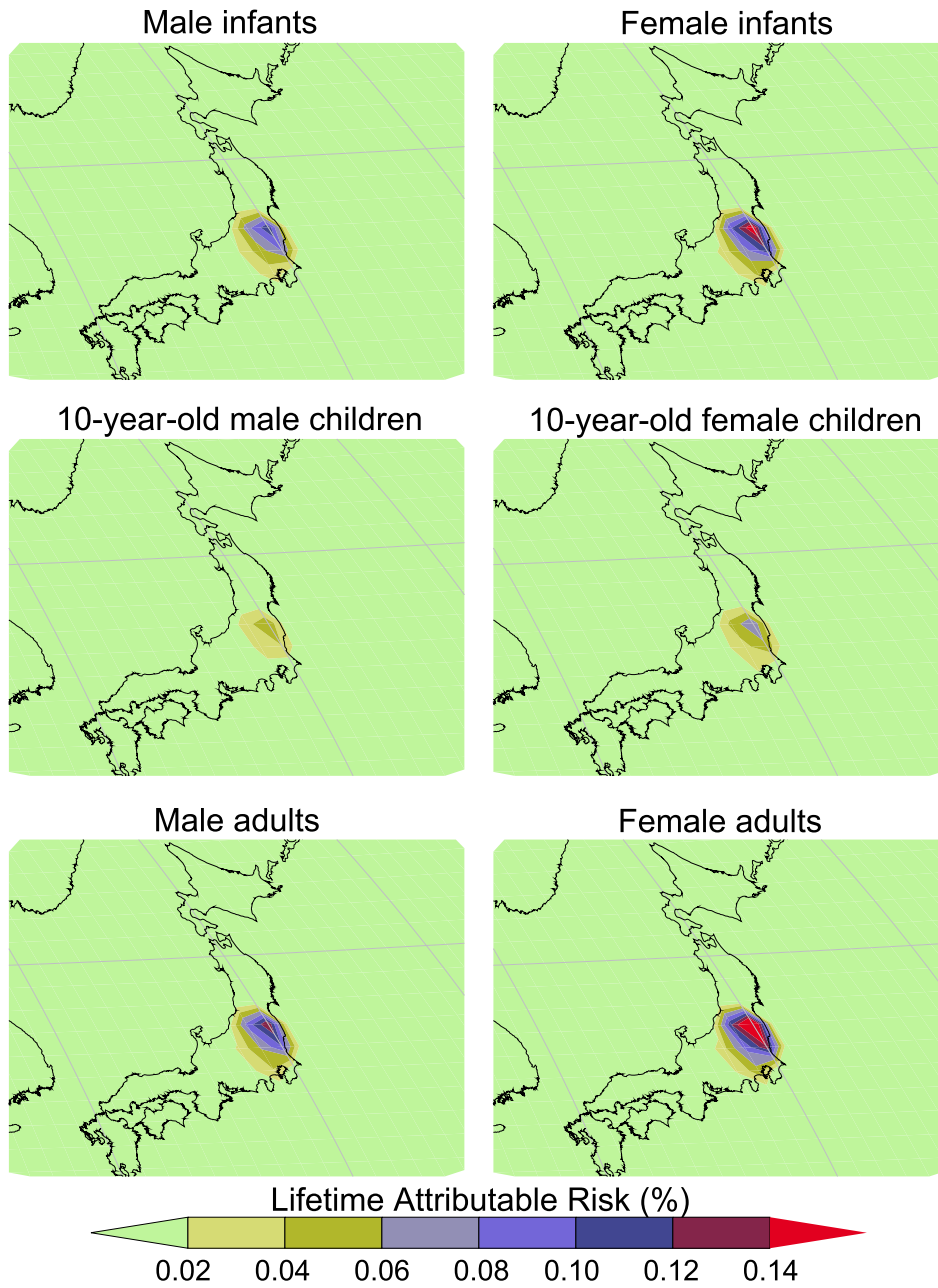 Male infants
Female infants
10-year-old male children
10-year-old female children
Male adults
Female adults
Lifetime Attributable Risk (%)
0.02 0.04 0.06 0.08 0.10 0.12 0.14